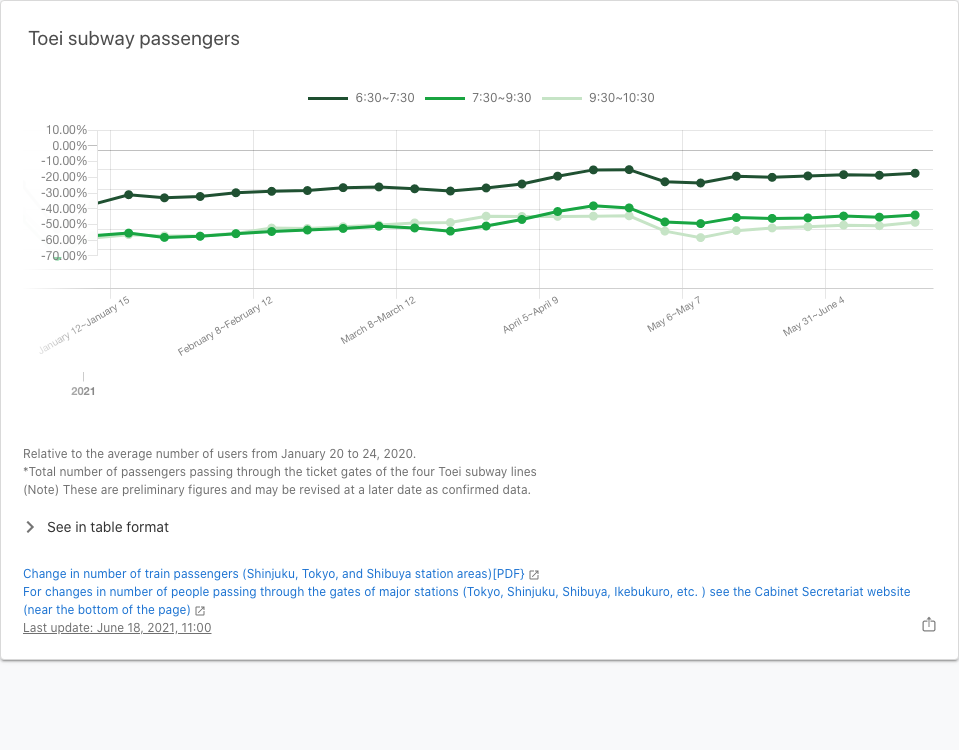 Toei subway passengers
6:30~7:30 7:30~9:30 9:30~10:30
10.00%
0.00%
-10.00%
-20.00%
-30.00%
-40.00%
-50.00%
-60.00%
-70.00%
January 12~January 15
February 8~February 12
March 8~March 12
April 5~April 9
May 6~May 7
May 31~June 4
2021
Relative to the average number of users from January 20 to 24, 2020.
*Total number of passengers passing through the ticket gates of the four Toei subway lines
(Note) These are preliminary figures and may be revised at a later date as confirmed data.
See in table format
Change in number of train passengers (Shinjuku, Tokyo, and Shibuya station areas)[PDF}
For changes in number of people passing through the gates of major stations (Tokyo, Shinjuku, Shibuya, Ikebukuro, etc. ) see the Cabinet Secretariat website
(near the bottom of the page)
Last update: June 18, 2021, 11:00